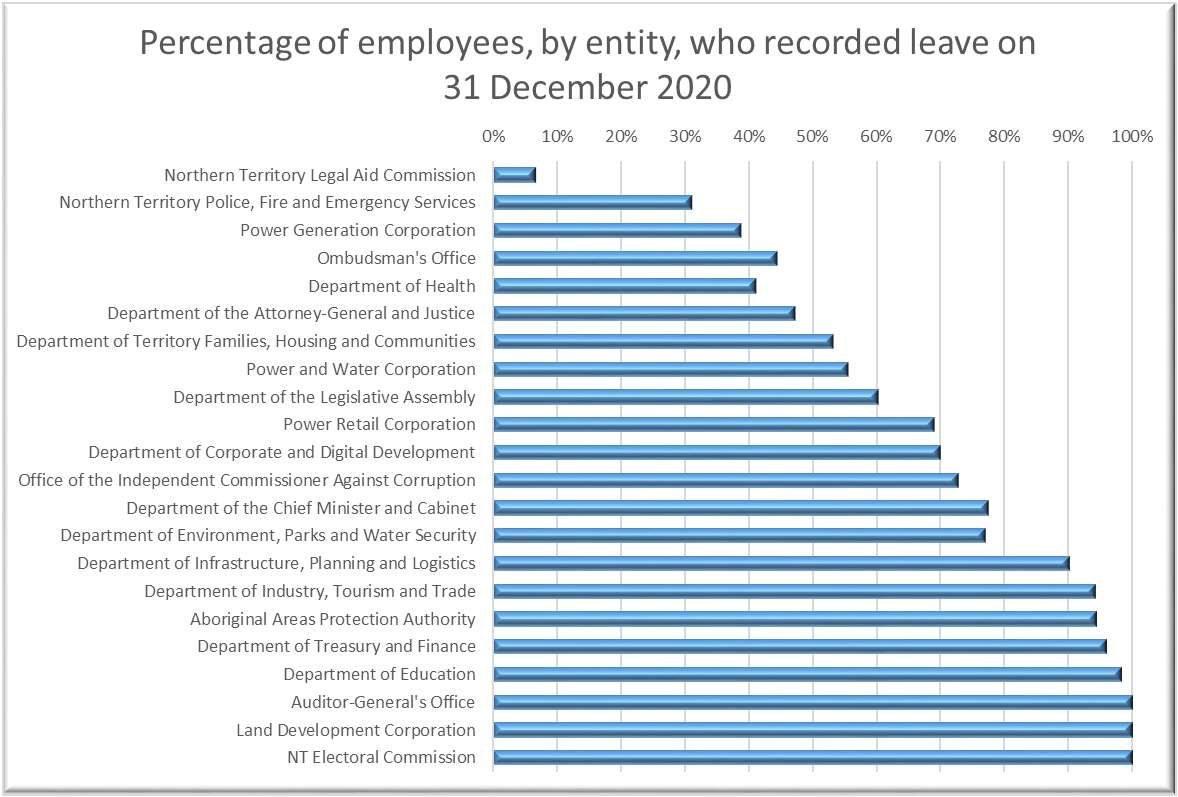 Percentage of employees, by entity, who recorded leave on
31 December 2020
0% 10% 20% 30% 40% 50% 60% 70% 80% 90% 100%
Northern Territory Legal Aid Commission
Northern Territory Police, Fire and Emergency Services
Power Generation Corporation
Ombudsman's Office
Department of Health
Department of the Attorney-General and Justice
Department of Territory Families, Housing and Communities
Power and Water Corporation
Department of the Legislative Assembly
Power Retail Corporation
Department of Corporate and Digital Development
Office of the Independent Commissioner Against Corruption
Department of the Chief Minister and Cabinet
Department of Environment, Parks and Water Security
Department of Infrastructure, Planning and Logistics
Department of Industry, Tourism and Trade
Aboriginal Areas Protection Authority
Department of Treasury and Finance
Department of Education
Auditor-General's Office
Land Development Corporation
NT Electoral Commission